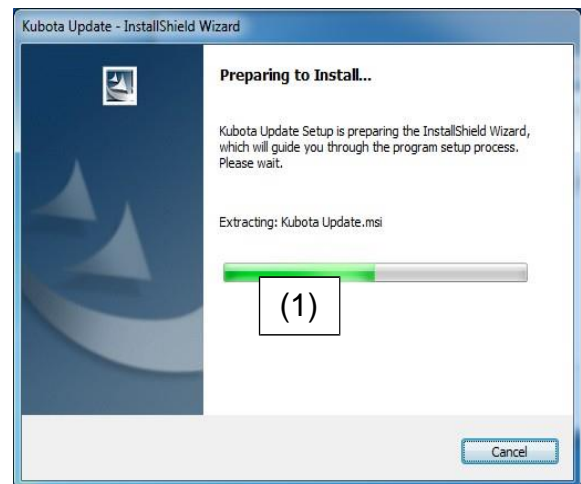 Kubota Update - InstallShield Wizard
Preparing to Install...
Kubota Update Setup is preparing the InstallShield Wizard,
which will guide you through the program setup process.
Please wait.
Extracting: Kubota Update.msi
(1)
Cancel